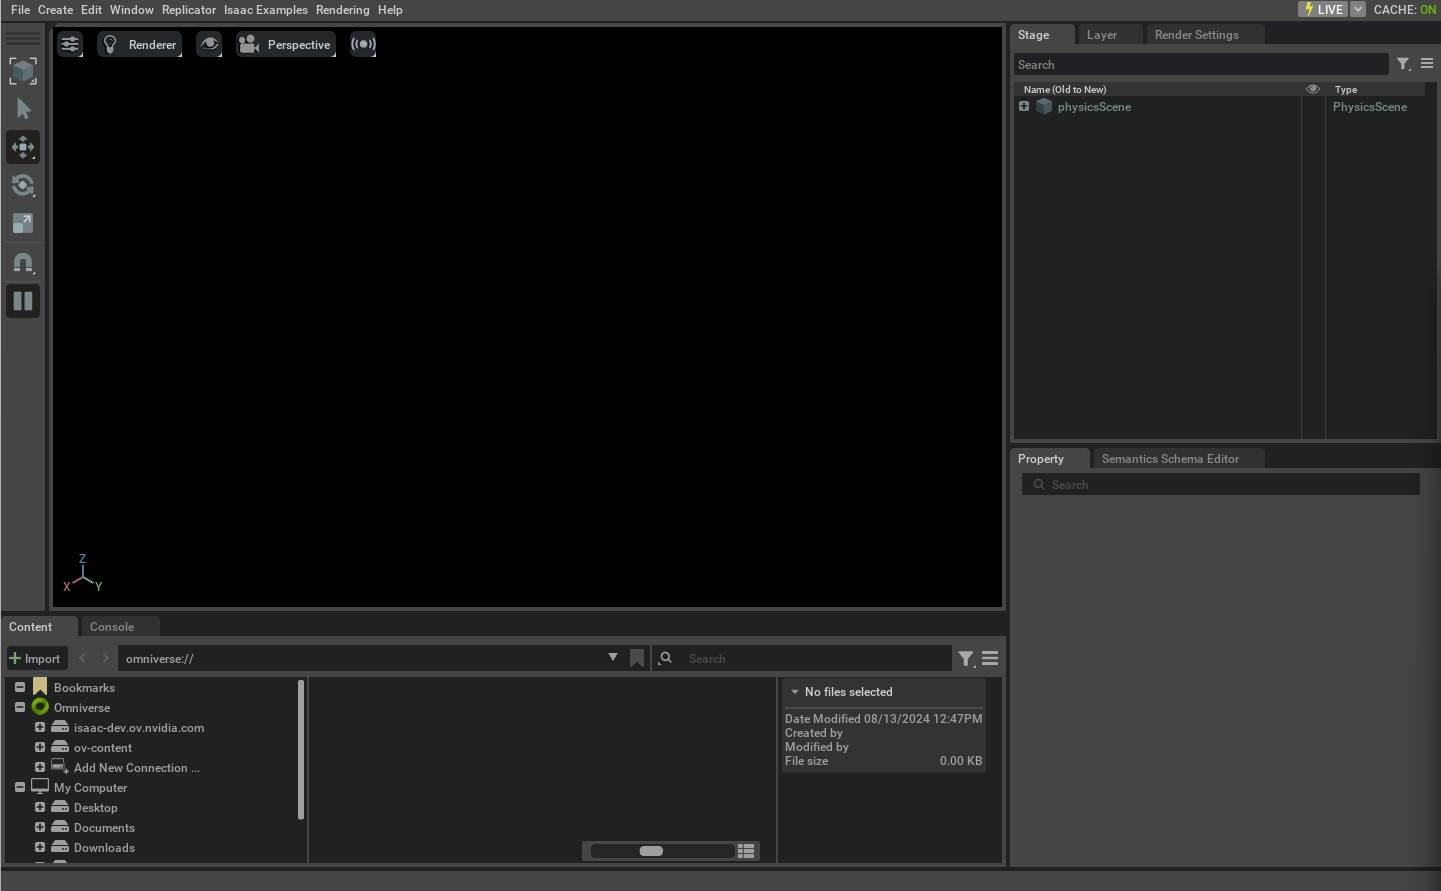 File Create Edit Window Replicator Isaac Examples Rendering Help
LIVE CACHE: ON
Renderer Perspective
Stage Layer Render Settings
Search
Name (Old to New) Type
physicsScene PhysicsScene
Z
X Y
Property Semantics Schema Editor
Search
Content Console
Import omniverse:// Search
Bookmarks
Omniverse
isaac-dev.ov.nvidia.com
ov-content
Add New Connection ...
My Computer
Desktop
Documents
Downloads
No files selected
Date Modified 08/13/2024 12:47PM
Created by
Modified by
File size 0.00 KB